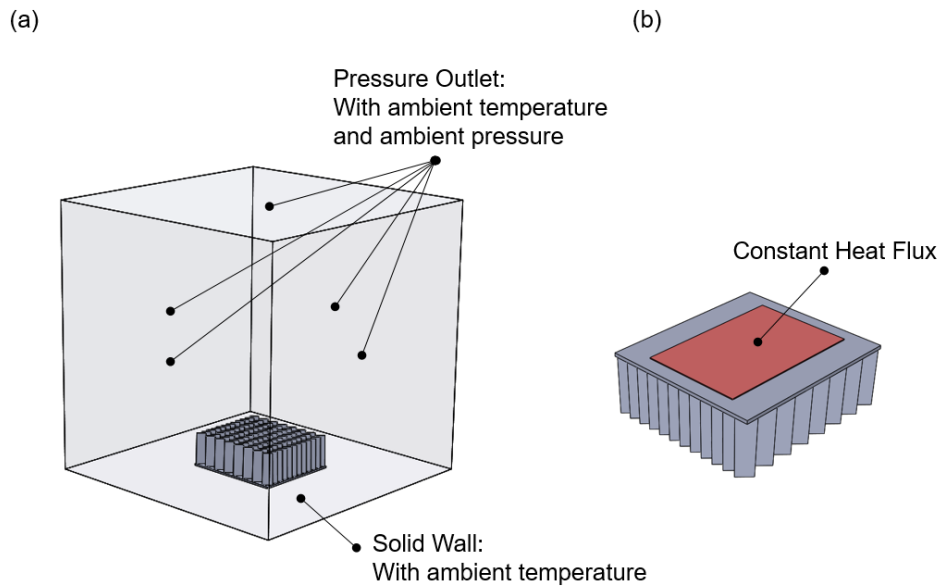 (a)
(b)
Pressure Outlet:
With ambient temperature
and ambient pressure
Constant Heat Flux
Solid Wall:
With ambient temperature